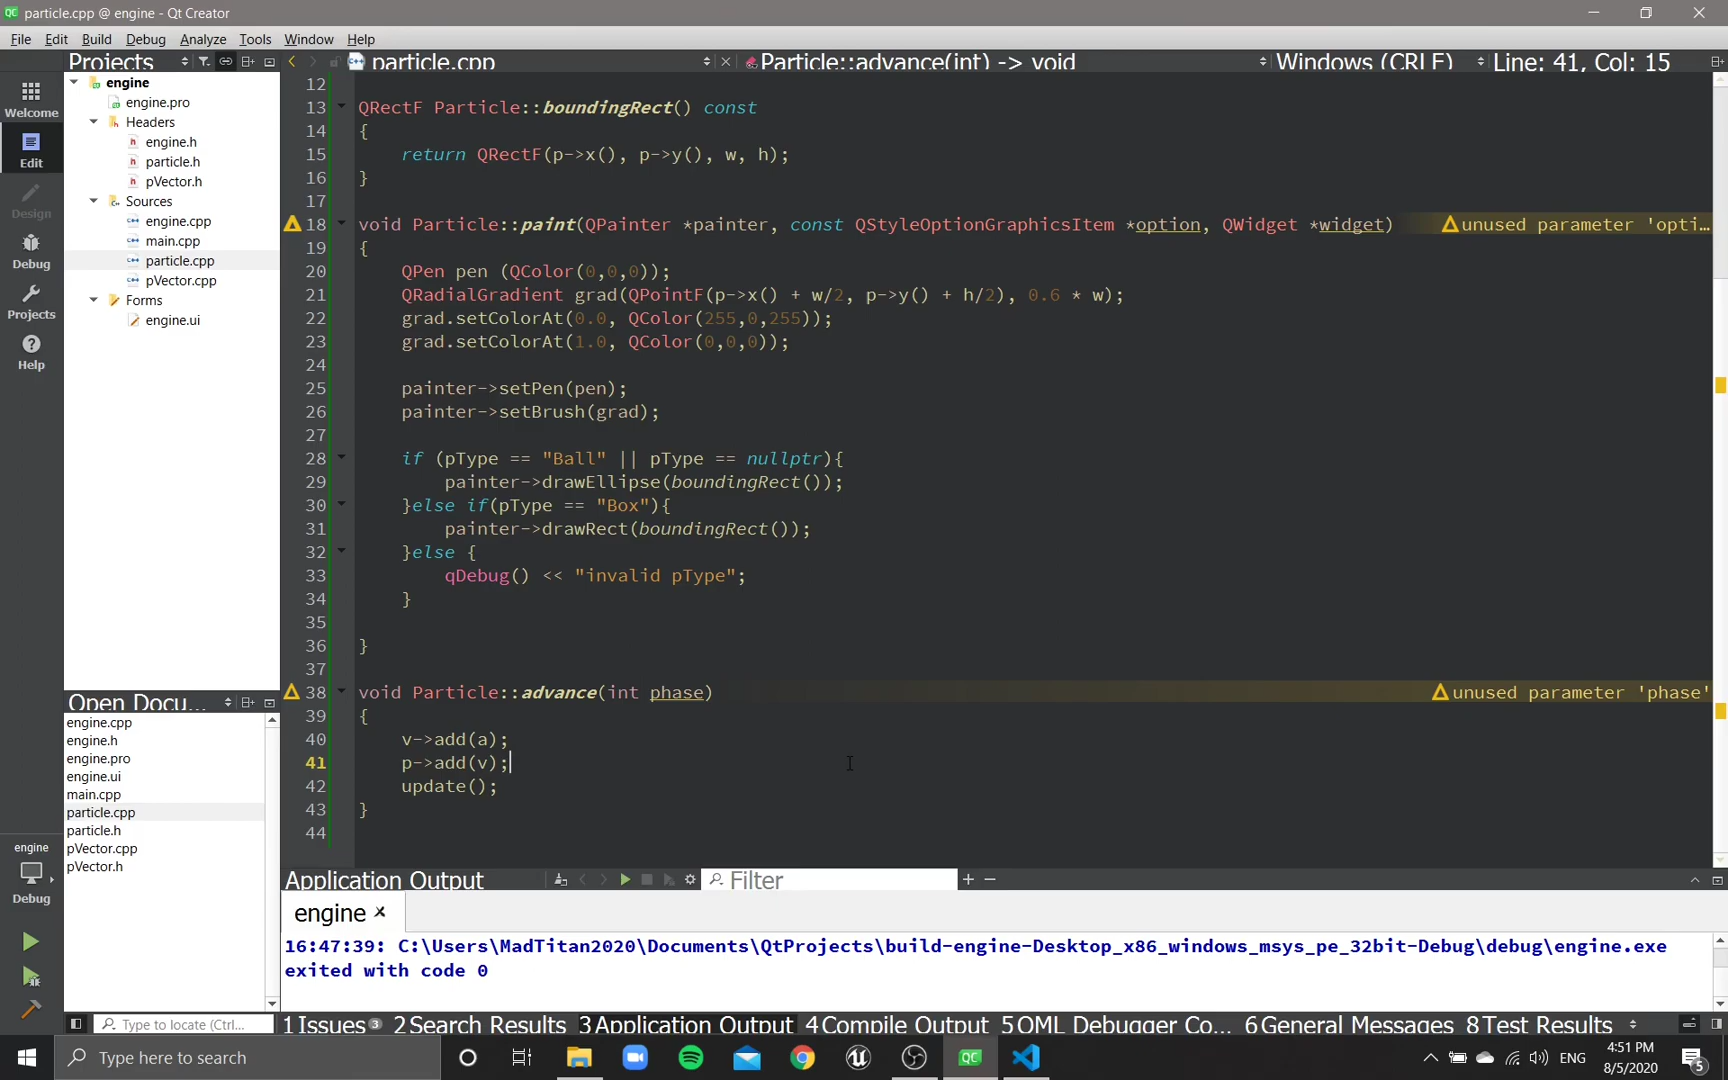 particle.cpp @ engine - Qt Creator
File Edit Build Debug Analyze Tools Window Help
Projects
particle.cpp
Particle::advance(int) -> void
Windows (CRLF)
Line: 41, Col: 15
Welcome
Edit
Design
Debug
Projects
Help
engine
Debug
engine
engine.pro
Headers
engine.h
particle.h
pVector.h
Sources
engine.cpp
main.cpp
particle.cpp
pVector.cpp
Forms
engine.ui
Open Docu...
engine.cpp
engine.h
engine.pro
engine.ui
main.cpp
particle.cpp
particle.h
pVector.cpp
pVector.h
12
13 QRectF Particle::boundingRect() const
14 {
15 return QRectF(p->x(), p->y(), w, h);
16 }
17
18 void Particle::paint(QPainter *painter, const QStyleOptionGraphicsItem *option, QWidget *widget) unused parameter 'opti...
19 {
20 QPen pen (QColor(0,0,0));
21 QRadialGradient grad(QPointF(p->x() + w/2, p->y() + h/2), 0.6 * w);
22 grad.setColorAt(0.0, QColor(255,0,255));
23 grad.setColorAt(1.0, QColor(0,0,0));
24
25 painter->setPen(pen);
26 painter->setBrush(grad);
27
28 if (pType == "Ball" || pType == nullptr){
29 painter->drawEllipse(boundingRect());
30 }else if(pType == "Box"){
31 painter->drawRect(boundingRect());
32 }else {
33 qDebug() << "invalid pType";
34 }
35
36 }
37
38 void Particle::advance(int phase) unused parameter 'phase'
39 {
40 v->add(a);
41 p->add(v);
42 update();
43 }
44
Application Output
Filter
engine
16:47:39: C:\Users\MadTitan2020\Documents\QtProjects\build-engine-Desktop_x86_windows_msys_pe_32bit-Debug\debug\engine.exe
exited with code 0
Type to locate (Ctrl...
1 Issues 3 2 Search Results 3 Application Output 4 Compile Output 5 QML Debugger Co... 6 General Messages 8 Test Results
Type here to search
QC
ENG
4:51 PM
8/5/2020
5